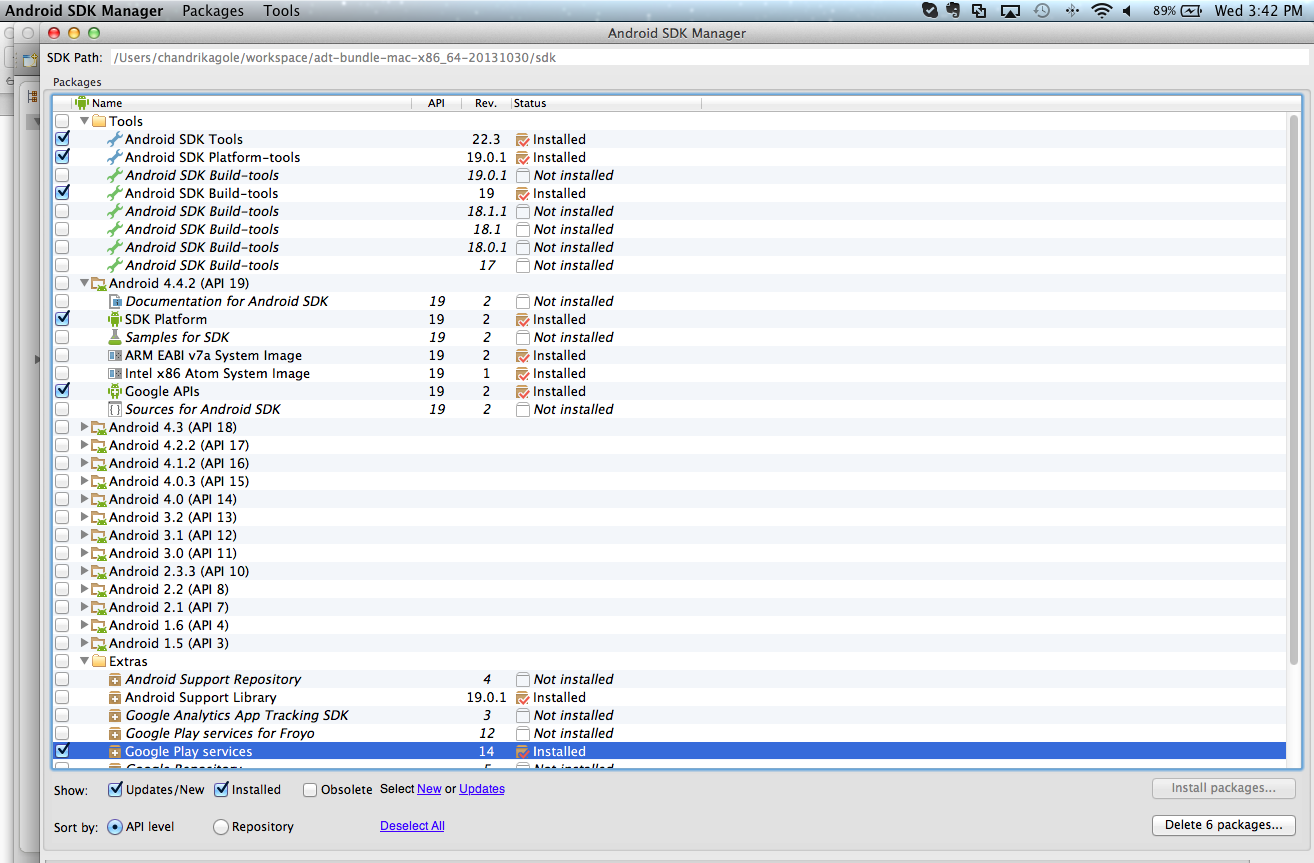 Android SDK Manager Packages Tools 89% Wed 3:42 PM
Android SDK Manager
SDK Path: /Users/chandrikagole/workspace/adt-bundle-mac-x86_64-20131030/sdk
Packages
Name API Rev. Status
Tools
Android SDK Tools 22.3 Installed
Android SDK Platform-tools 19.0.1 Installed
Android SDK Build-tools 19.0.1 Not installed
Android SDK Build-tools 19 Installed
Android SDK Build-tools 18.1.1 Not installed
Android SDK Build-tools 18.1 Not installed
Android SDK Build-tools 18.0.1 Not installed
Android SDK Build-tools 17 Not installed
Android 4.4.2 (API 19)
Documentation for Android SDK 19 2 Not installed
SDK Platform 19 2 Installed
Samples for SDK 19 2 Not installed
ARM EABI v7a System Image 19 2 Installed
Intel x86 Atom System Image 19 1 Installed
Google APIs 19 2 Installed
Sources for Android SDK 19 2 Not installed
Android 4.3 (API 18)
Android 4.2.2 (API 17)
Android 4.1.2 (API 16)
Android 4.0.3 (API 15)
Android 4.0 (API 14)
Android 3.2 (API 13)
Android 3.1 (API 12)
Android 3.0 (API 11)
Android 2.3.3 (API 10)
Android 2.2 (API 8)
Android 2.1 (API 7)
Android 1.6 (API 4)
Android 1.5 (API 3)
Extras
Android Support Repository 4 Not installed
Android Support Library 19.0.1 Installed
Google Analytics App Tracking SDK 3 Not installed
Google Play services for Froyo 12 Not installed
Google Play services 14 Installed
Google Repository 5 Not installed
Show: Updates/New Installed Obsolete Select New or Updates Install packages...
Sort by: API level Repository Deselect All Delete 6 packages...